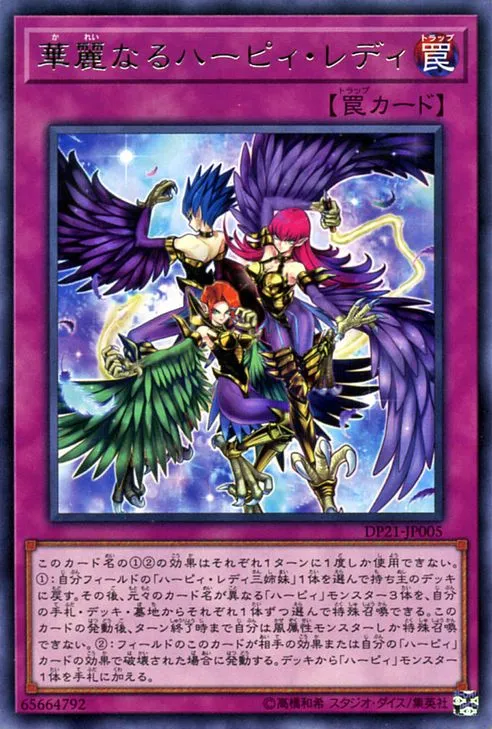 華麗なるハーピィ・レディ 罠
【罠カード】
DP21-JP005
このカード名の①②の効果はそれぞれ1ターンに1度しか使用できない。
①:自分フィールドの「ハーピィ・レディ三姉妹」1体を選んで持ち主のデッキ
に戻す。その後、元々のカード名が異なる「ハーピィ」モンスター3体を、自分
の手札・デッキ・墓地からそれぞれ1体ずつ選んで特殊召喚できる。この
カードの発動後、ターン終了時まで自分は風属性モンスターしか特殊召喚
できない。②:フィールドのこのカードが相手の効果または自分の「ハーピィ」
カードの効果で破壊された場合に発動する。デッキから「ハーピィ」モンスター
1体を手札に加える。
65664792 ©高橋和希 スタジオ・ダイス/集英社